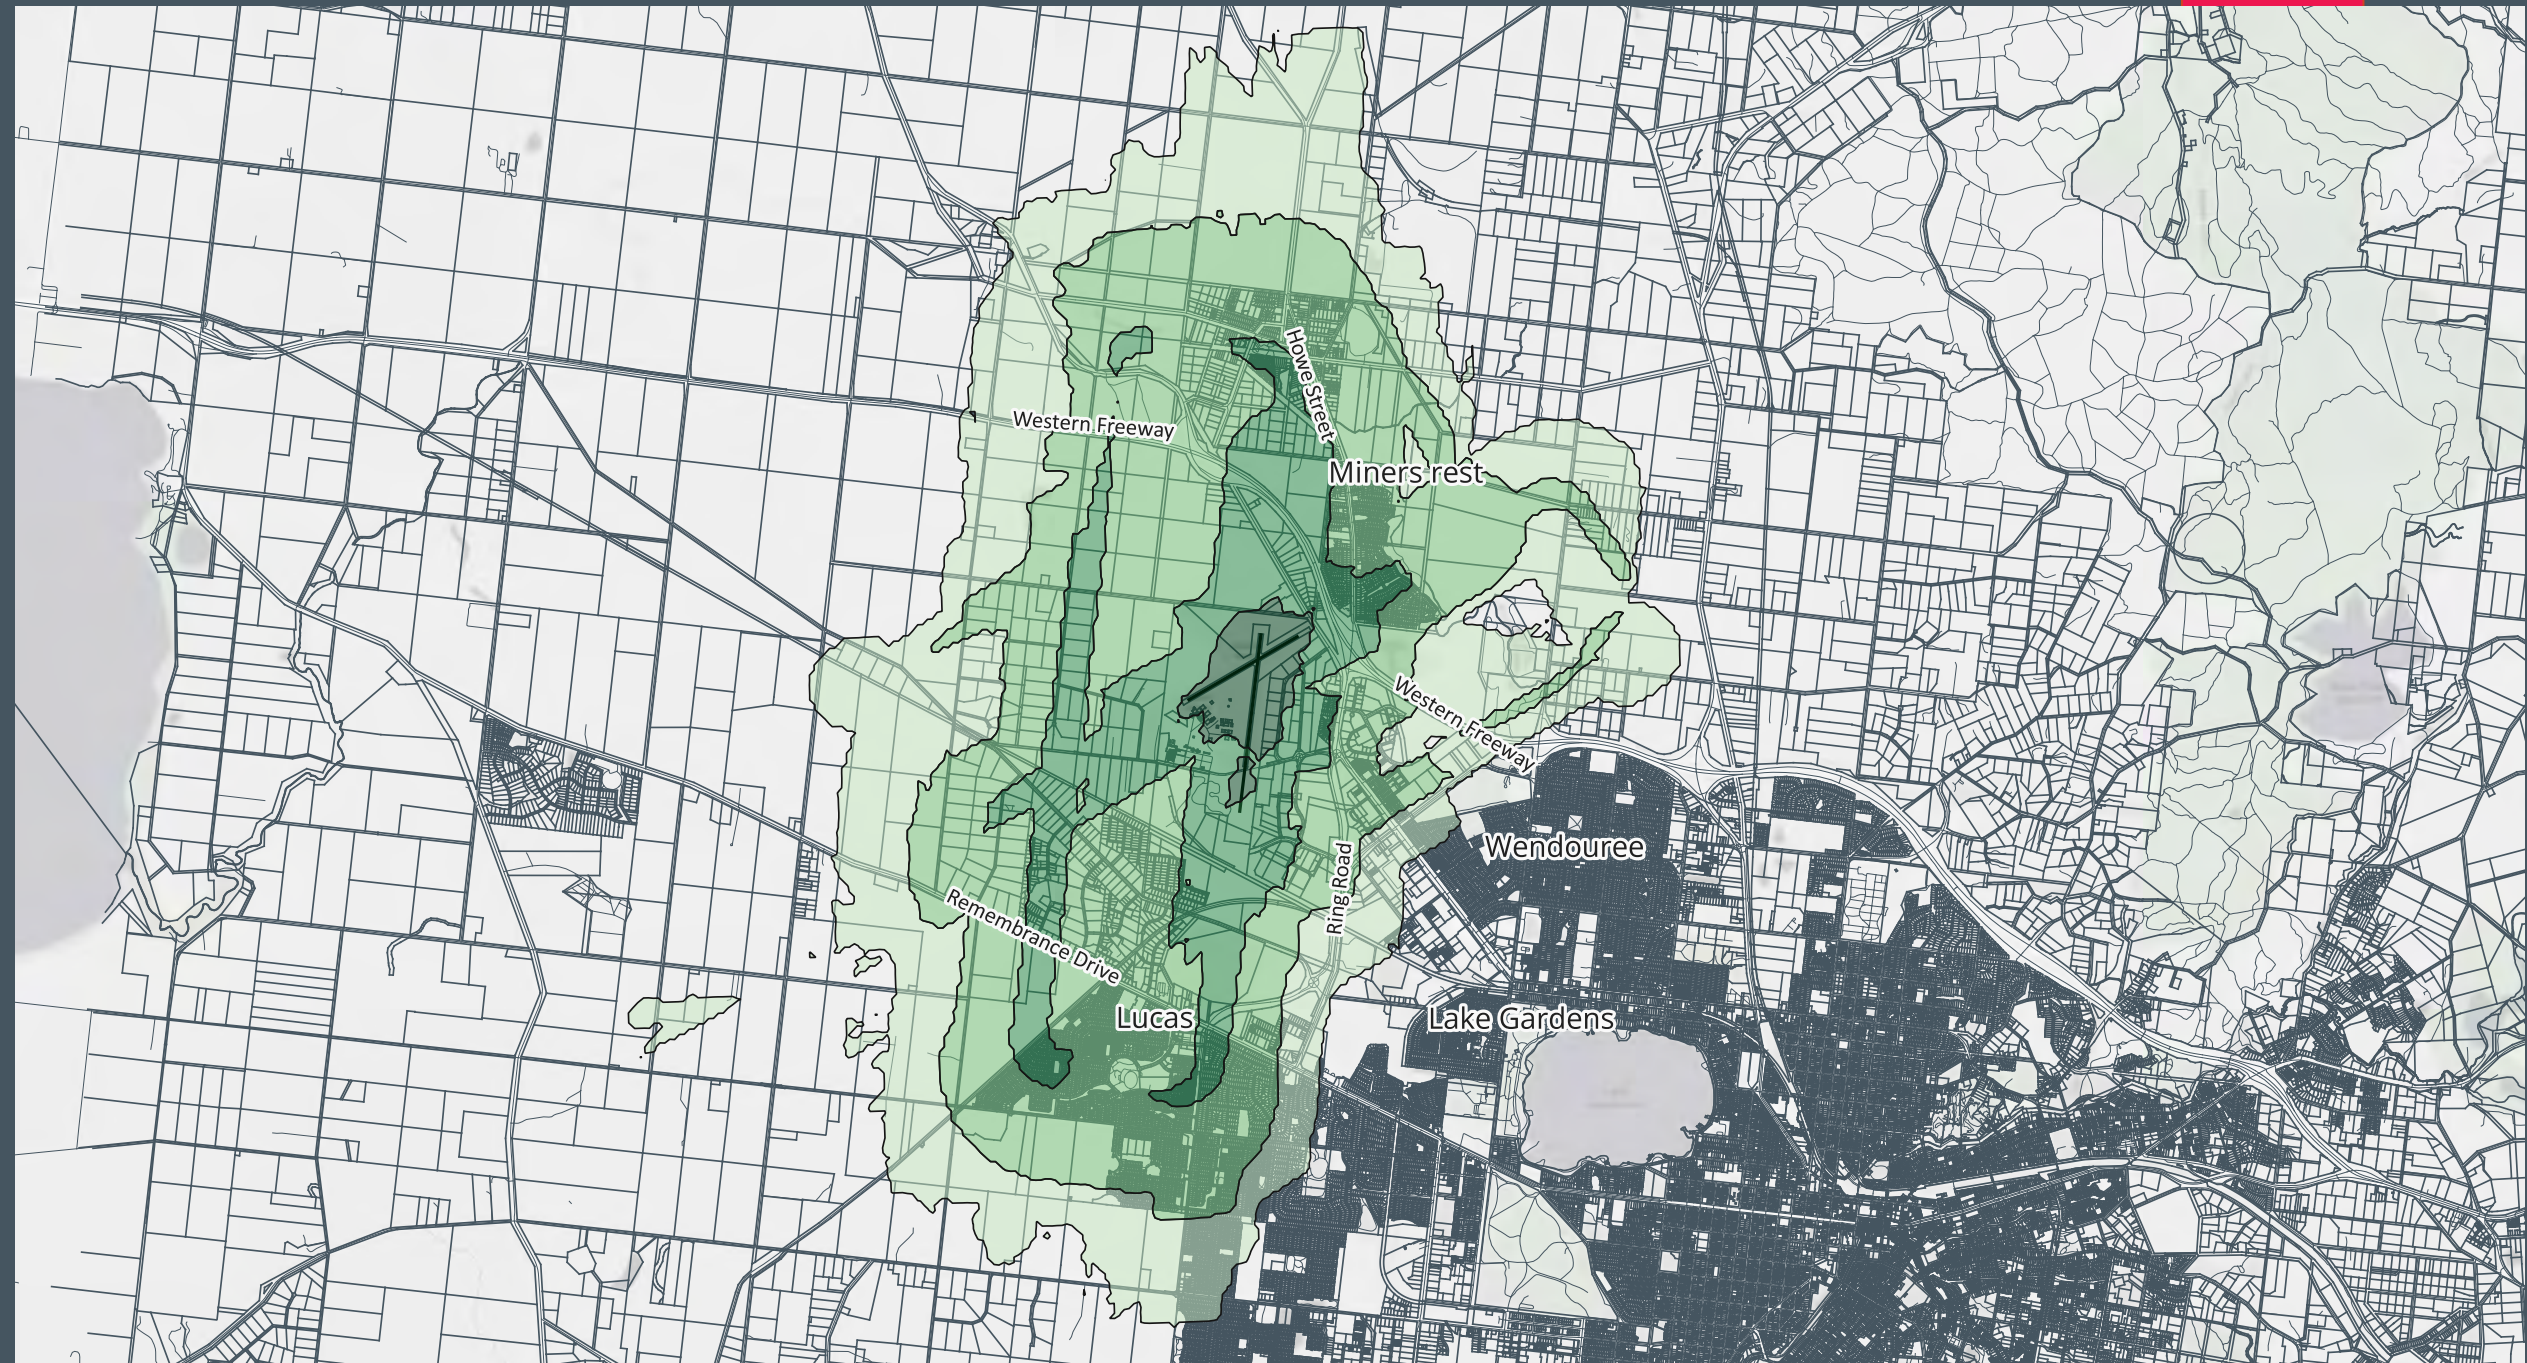 Howe Street
Western Freeway
Miners rest
Western Freeway
Wendouree
Ring Road
Remembrance Drive
Lucas
Lake Gardens